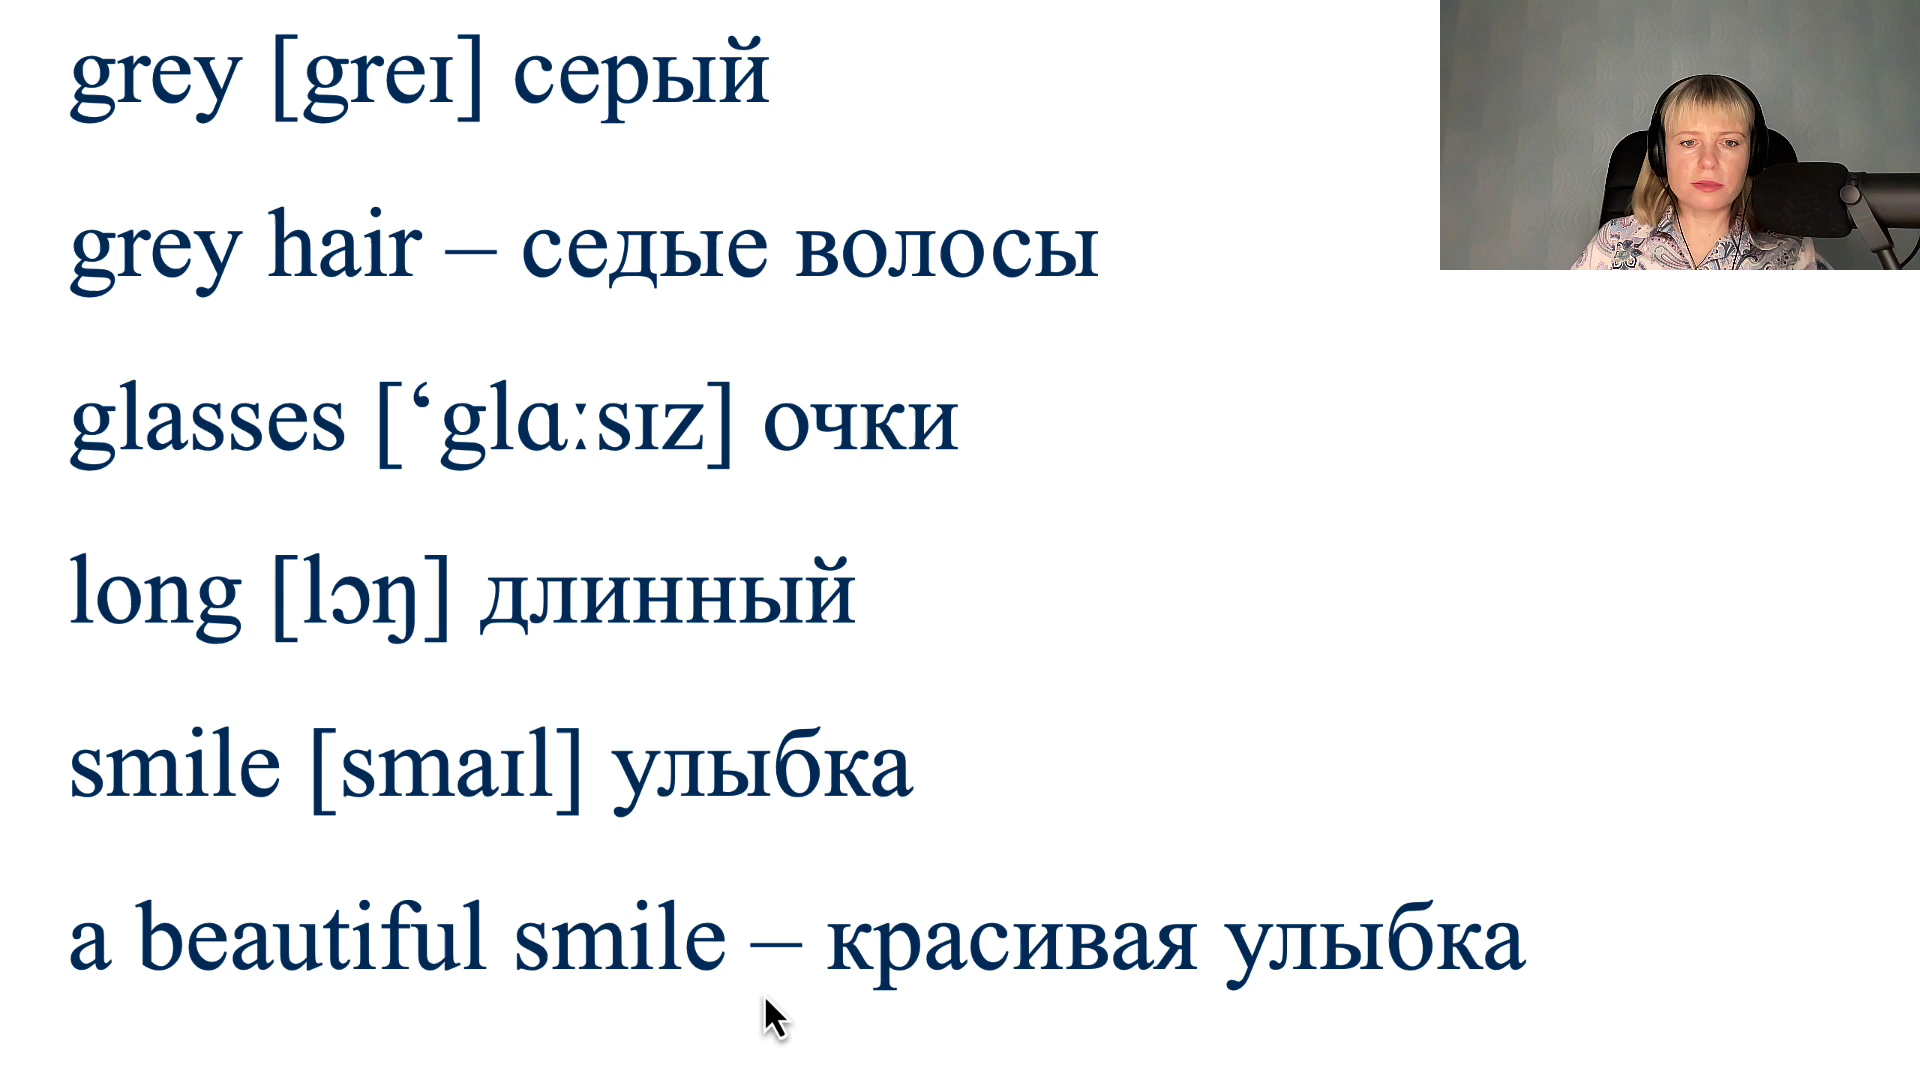 grey [greɪ] серый
grey hair – седые волосы
glasses [‘glɑːsɪz] очки
long [lɔŋ] длинный
smile [smaɪl] улыбка
a beautiful smile – красивая улыбка